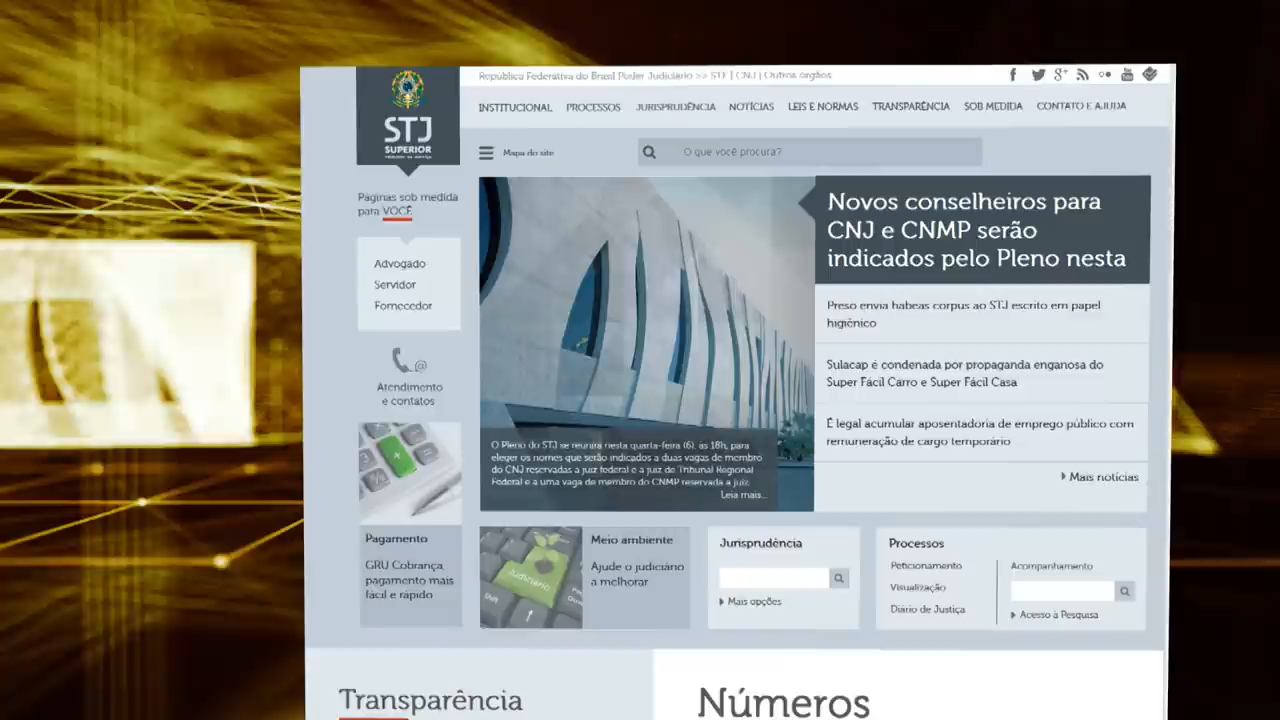 República Federativa do Brasil Poder Judiciário >> STF | CNJ | Outros órgãos
STJ
SUPERIOR
TRIBUNAL DE JUSTIÇA
INSTITUCIONAL PROCESSOS JURISPRUDÊNCIA NOTÍCIAS LEIS E NORMAS TRANSPARÊNCIA SOB MEDIDA CONTATO E AJUDA
Mapa do site
O que você procura?
Páginas sob medida
para VOCÊ
Advogado
Servidor
Fornecedor
Atendimento
e contatos
Novos conselheiros para
CNJ e CNMP serão
indicados pelo Pleno nesta
Preso envia habeas corpus ao STJ escrito em papel
higiênico
Sulacap é condenada por propaganda enganosa do
Super Fácil Carro e Super Fácil Casa
É legal acumular aposentadoria de emprego público com
remuneração de cargo temporário
Mais notícias
O Pleno do STJ se reunirá nesta quarta-feira (6), às 18h, para
eleger os nomes que serão indicados a duas vagas de membro
do CNJ reservadas a juiz federal e a juiz de Tribunal Regional
Federal e a uma vaga de membro do CNMP reservada a juiz
Leia mais...
Pagamento
GRU Cobrança,
pagamento mais
fácil e rápido
Judiciário
Shift
Meio ambiente
Ajude o judiciário
a melhorar
Jurisprudência
Mais opções
Processos
Peticionamento
Visualização
Diário de Justiça
Acompanhamento
Acesso à Pesquisa
Transparência
Números